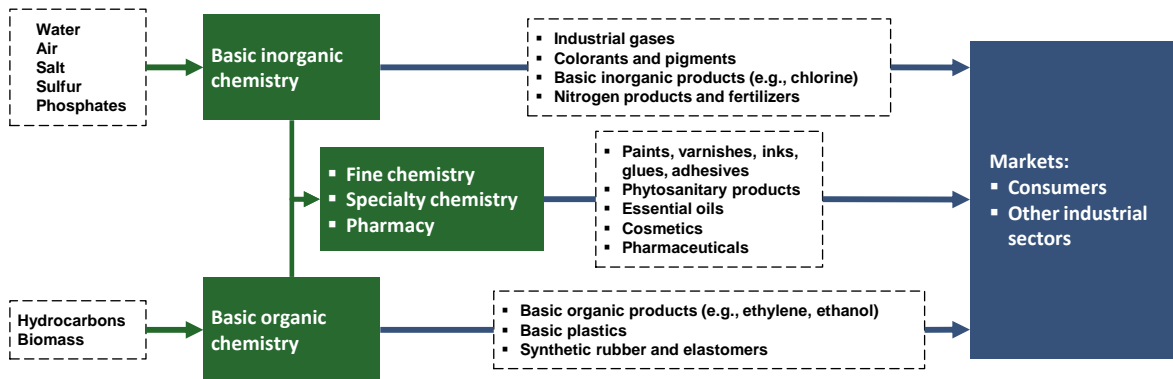 Water
Air
Salt
Sulfur
Phosphates
Basic inorganic
chemistry
▪ Industrial gases
▪ Colorants and pigments
▪ Basic inorganic products (e.g., chlorine)
▪ Nitrogen products and fertilizers
▪ Fine chemistry
▪ Specialty chemistry
▪ Pharmacy
▪ Paints, varnishes, inks,
glues, adhesives
▪ Phytosanitary products
▪ Essential oils
▪ Cosmetics
▪ Pharmaceuticals
Markets:
▪ Consumers
▪ Other industrial
sectors
Hydrocarbons
Biomass
Basic organic
chemistry
▪ Basic organic products (e.g., ethylene, ethanol)
▪ Basic plastics
▪ Synthetic rubber and elastomers